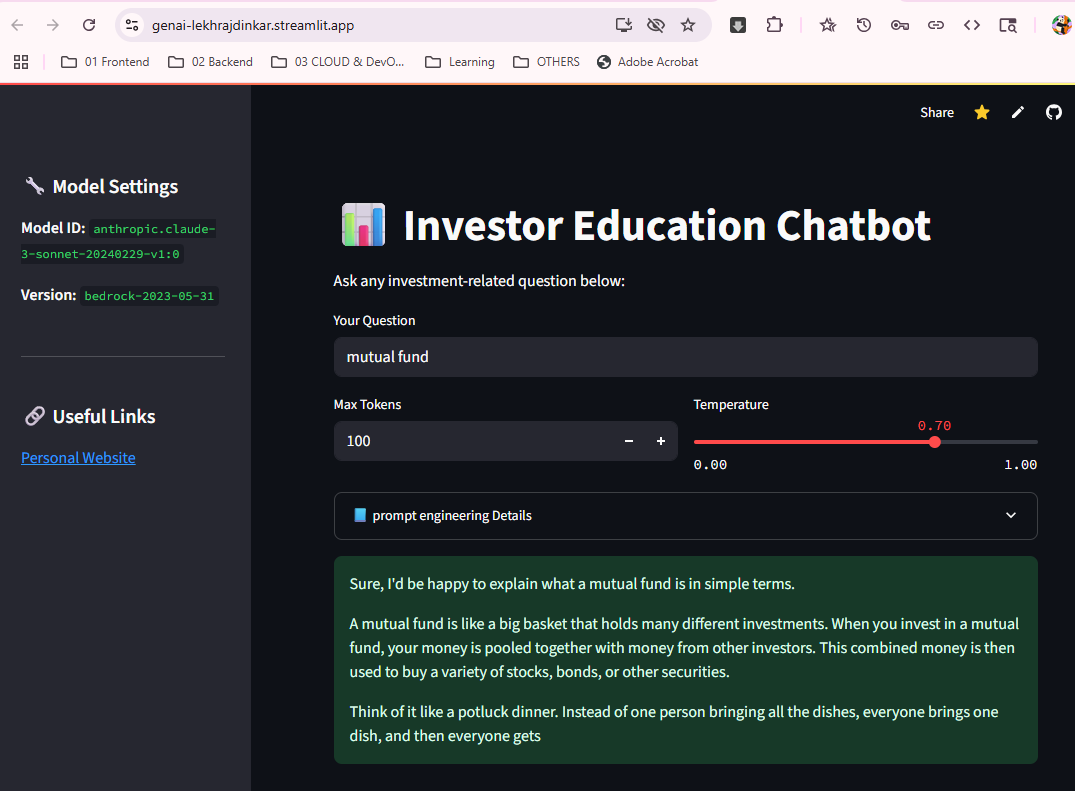 genai-lekhrajdinkar.streamlit.app
01 Frontend
02 Backend
03 CLOUD & DevO...
Learning
OTHERS
Adobe Acrobat
Share
Model Settings
Model ID: anthropic.claude-
3-sonnet-20240229-v1:0
Version: bedrock-2023-05-31
Useful Links
Personal Website
Investor Education Chatbot
Ask any investment-related question below:
Your Question
mutual fund
Max Tokens
100
Temperature
0.70
0.00
1.00
prompt engineering Details
Sure, I'd be happy to explain what a mutual fund is in simple terms.
A mutual fund is like a big basket that holds many different investments. When you invest in a mutual
fund, your money is pooled together with money from other investors. This combined money is then
used to buy a variety of stocks, bonds, or other securities.
Think of it like a potluck dinner. Instead of one person bringing all the dishes, everyone brings one
dish, and then everyone gets